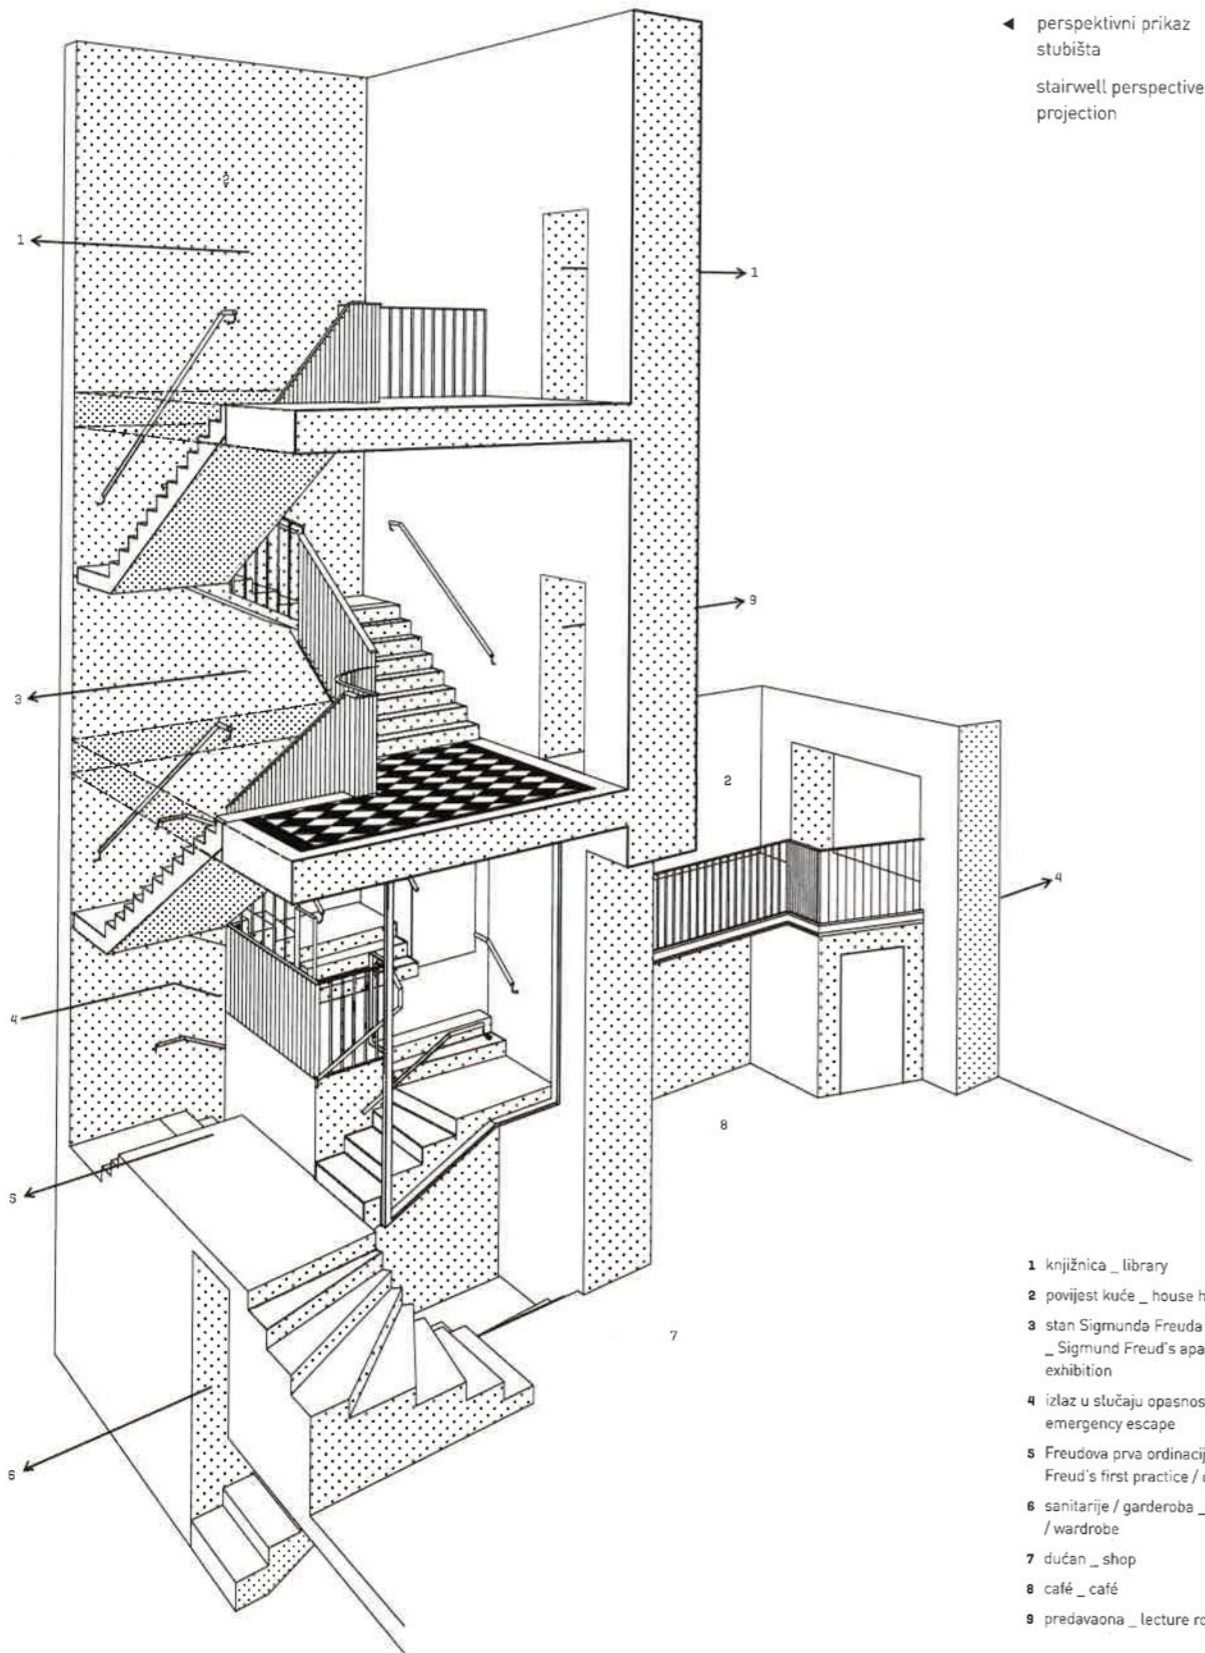 ◄ perspektivni prikaz
stubišta
stairwell perspective
projection
2
1
1
9
3
2
4
4
8
5
7
6
1 knjižnica _ library
2 povijest kuće _ house h
3 stan Sigmunda Freuda
_ Sigmund Freud's apa
exhibition
4 izlaz u slučaju opasnos
emergency escape
5 Freudova prva ordinacij
Freud's first practice /
6 sanitarije / garderoba _
/ wardrobe
7 dućan _ shop
8 café _ café
9 predavaona _ lecture ro